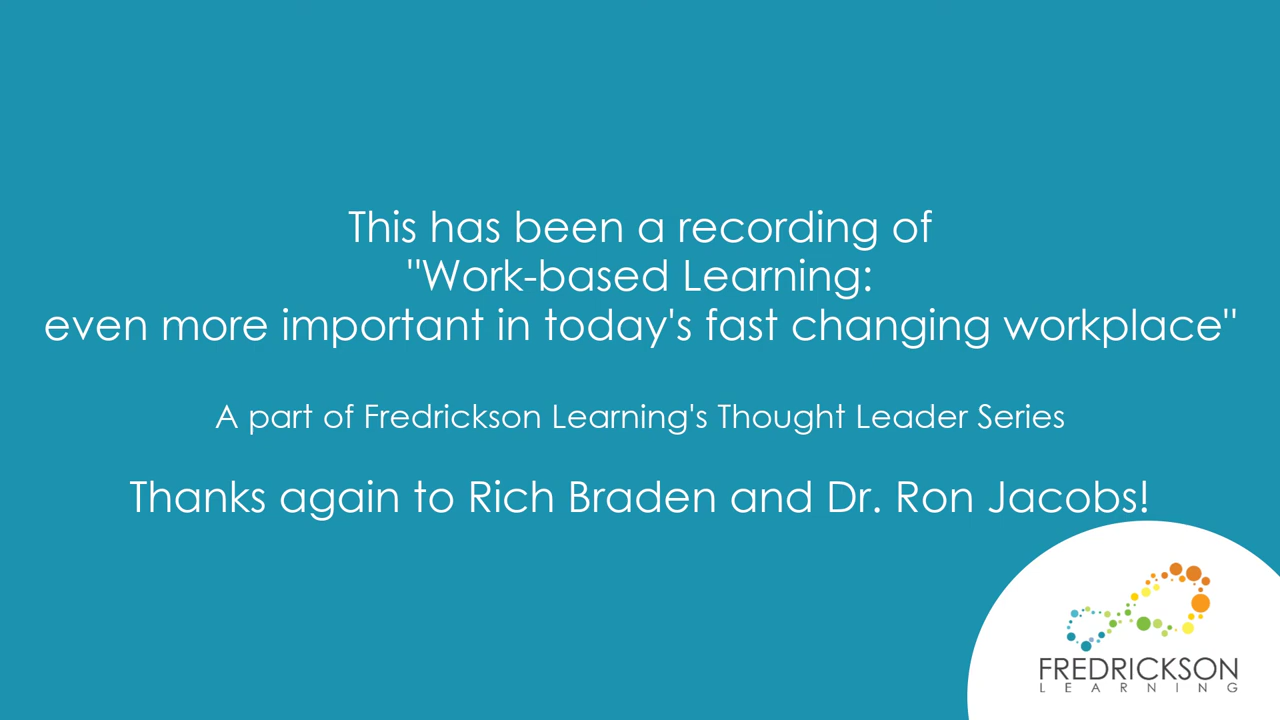 This has been a recording of
"Work-based Learning:
even more important in today's fast changing workplace"
A part of Fredrickson Learning's Thought Leader Series
Thanks again to Rich Braden and Dr. Ron Jacobs!
FREDRICKSON
LEARNING